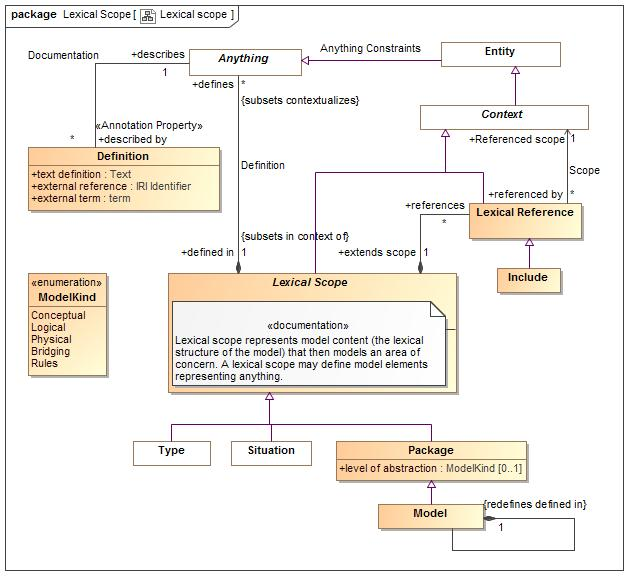 package Lexical Scope [ Lexical scope ]
Documentation
+describes
1
Anything
Anything Constraints
Entity
+defines
*
{subsets contextualizes}
Context
+Referenced scope
1
«Annotation Property»
*
+described by
Definition
+text definition : Text
+external reference : IRI Identifier
+external term : term
Definition
Scope
+references
*
+referenced by
*
Lexical Reference
{subsets in context of}
+defined in
1
+extends scope
1
Include
«enumeration»
ModelKind
Conceptual
Logical
Physical
Bridging
Rules
Lexical Scope
«documentation»
Lexical scope represents model content (the lexical
structure of the model) that then models an area of
concern. A lexical scope may define model elements
representing anything.
Type
Situation
Package
+level of abstraction : ModelKind [0..1]
Model
{redefines defined in}
1